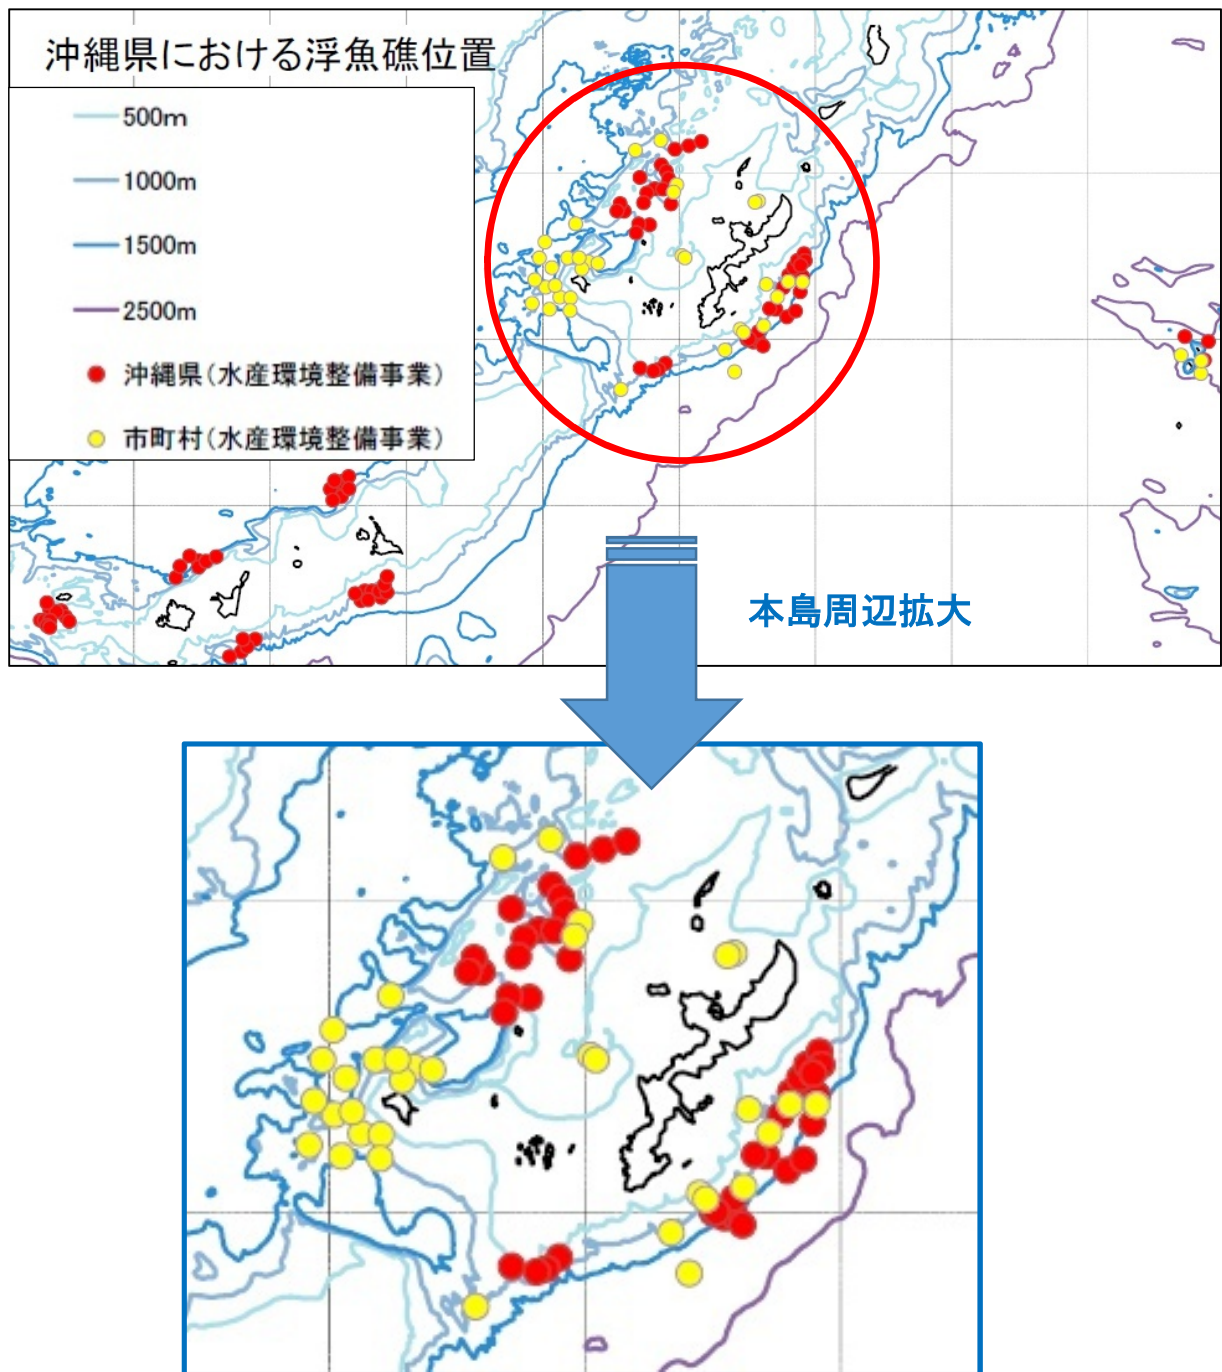 沖縄県における浮魚礁位置
500m
1000m
1500m
2500m
沖縄県（水産環境整備事業）
市町村（水産環境整備事業）
本島周辺拡大